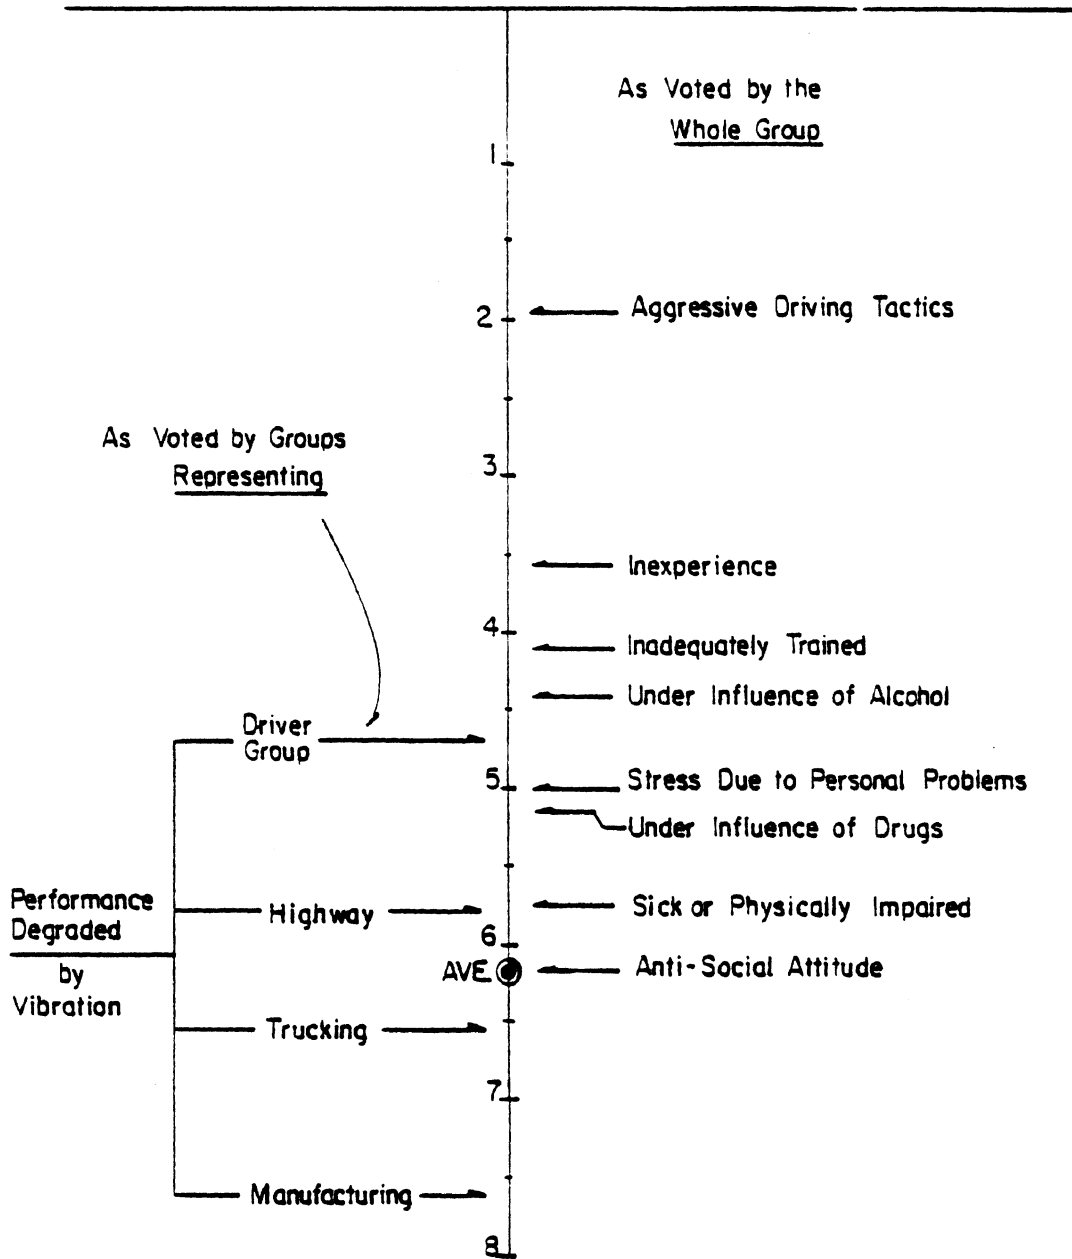 As Voted by the
Whole Group
1
Aggressive Driving Tactics
2
As Voted by Groups
Representing
3
Inexperience
4
Inadequately Trained
Under Influence of Alcohol
Driver
Group
5
Stress Due to Personal Problems
Under Influence of Drugs
Performance
Degraded
by
Vibration
Highway
Sick or Physically Impaired
6
AVE
Anti-Social Attitude
Trucking
7
Manufacturing
8